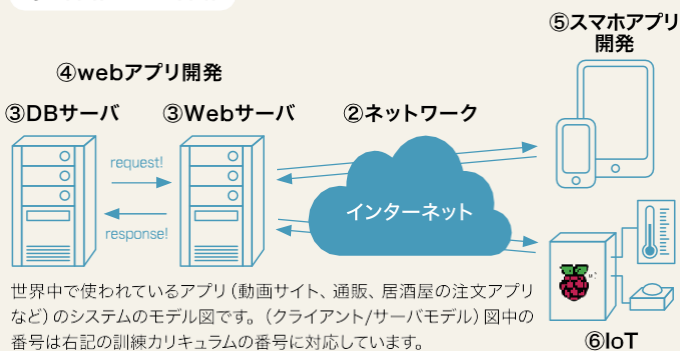 ⑤スマホアプリ
開発
④webアプリ開発
③DBサーバ
③Webサーバ
②ネットワーク
request!
response!
インターネット
世界中で使われているアプリ（動画サイト、通販、居酒屋の注文アプリ
など）のシステムのモデル図です。（クライアント/サーバモデル）図中の
番号は右記の訓練カリキュラムの番号に対応しています。
⑥IoT